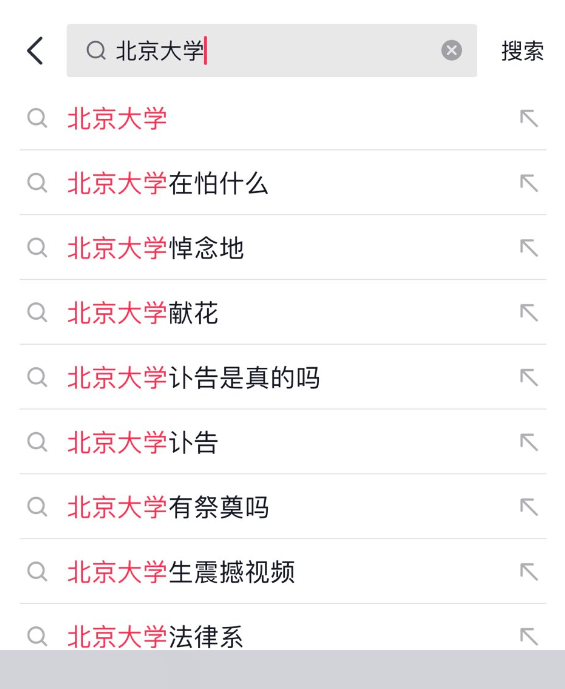 北京大学 搜索
北京大学
北京大学在怕什么
北京大学悼念地
北京大学献花
北京大学讣告是真的吗
北京大学讣告
北京大学有祭奠吗
北京大学生震撼视频
北京大学法律系